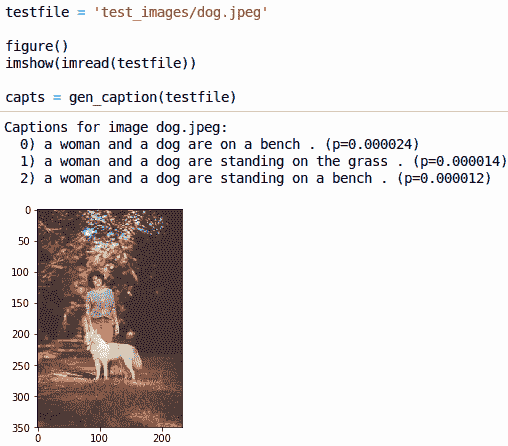 testfile = 'test_images/dog.jpeg'
figure()
imshow(imread(testfile))
capts = gen_caption(testfile)
Captions for image dog.jpeg:
0) a woman and a dog are on a bench . (p=0.000024)
1) a woman and a dog are standing on the grass . (p=0.000014)
2) a woman and a dog are standing on a bench . (p=0.000012)
0
50
100
150
200
250
300
350
0 100 200